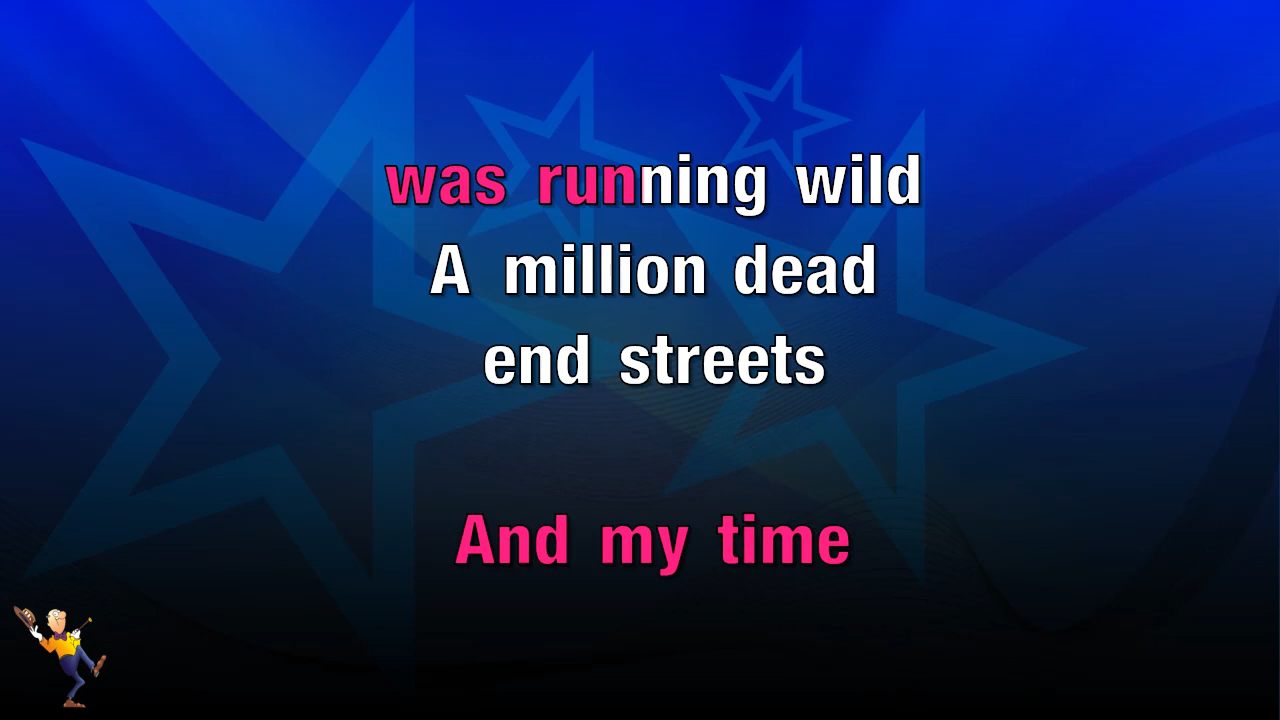 was running wild
A million dead
end streets
And my time